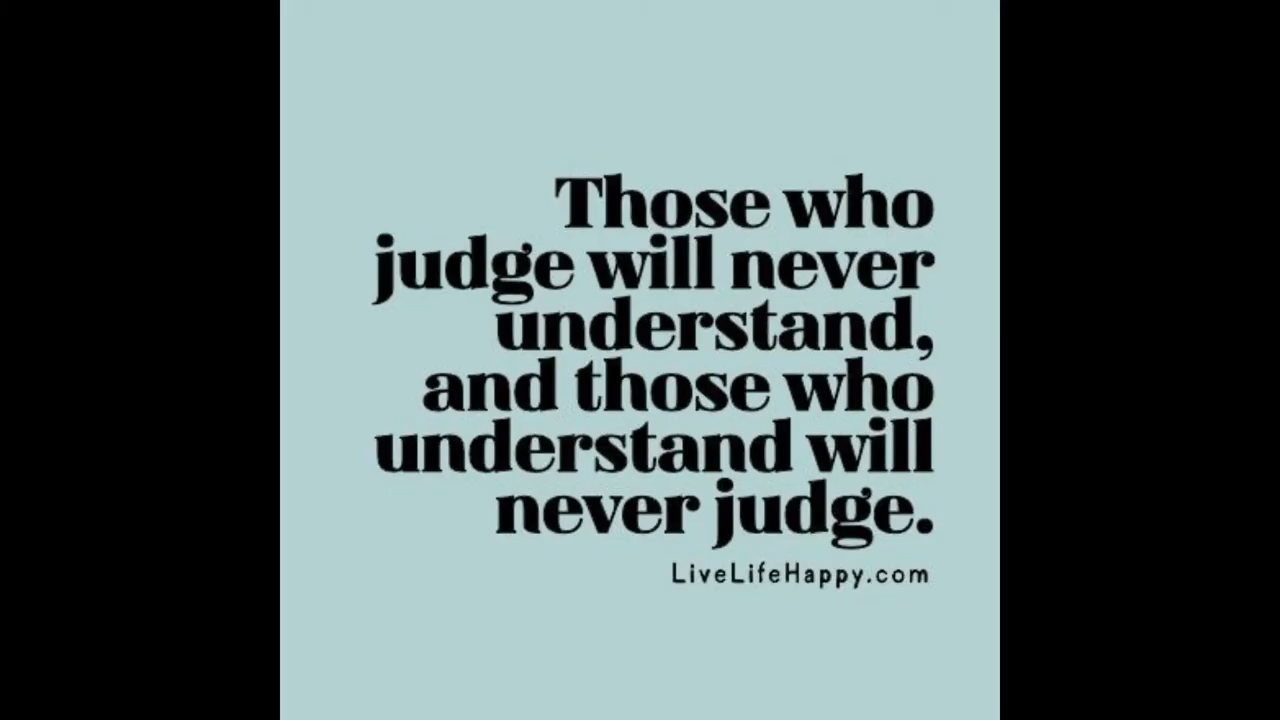 Those who
judge will never
understand,
and those who
understand will
never judge.
LiveLifeHappy.com